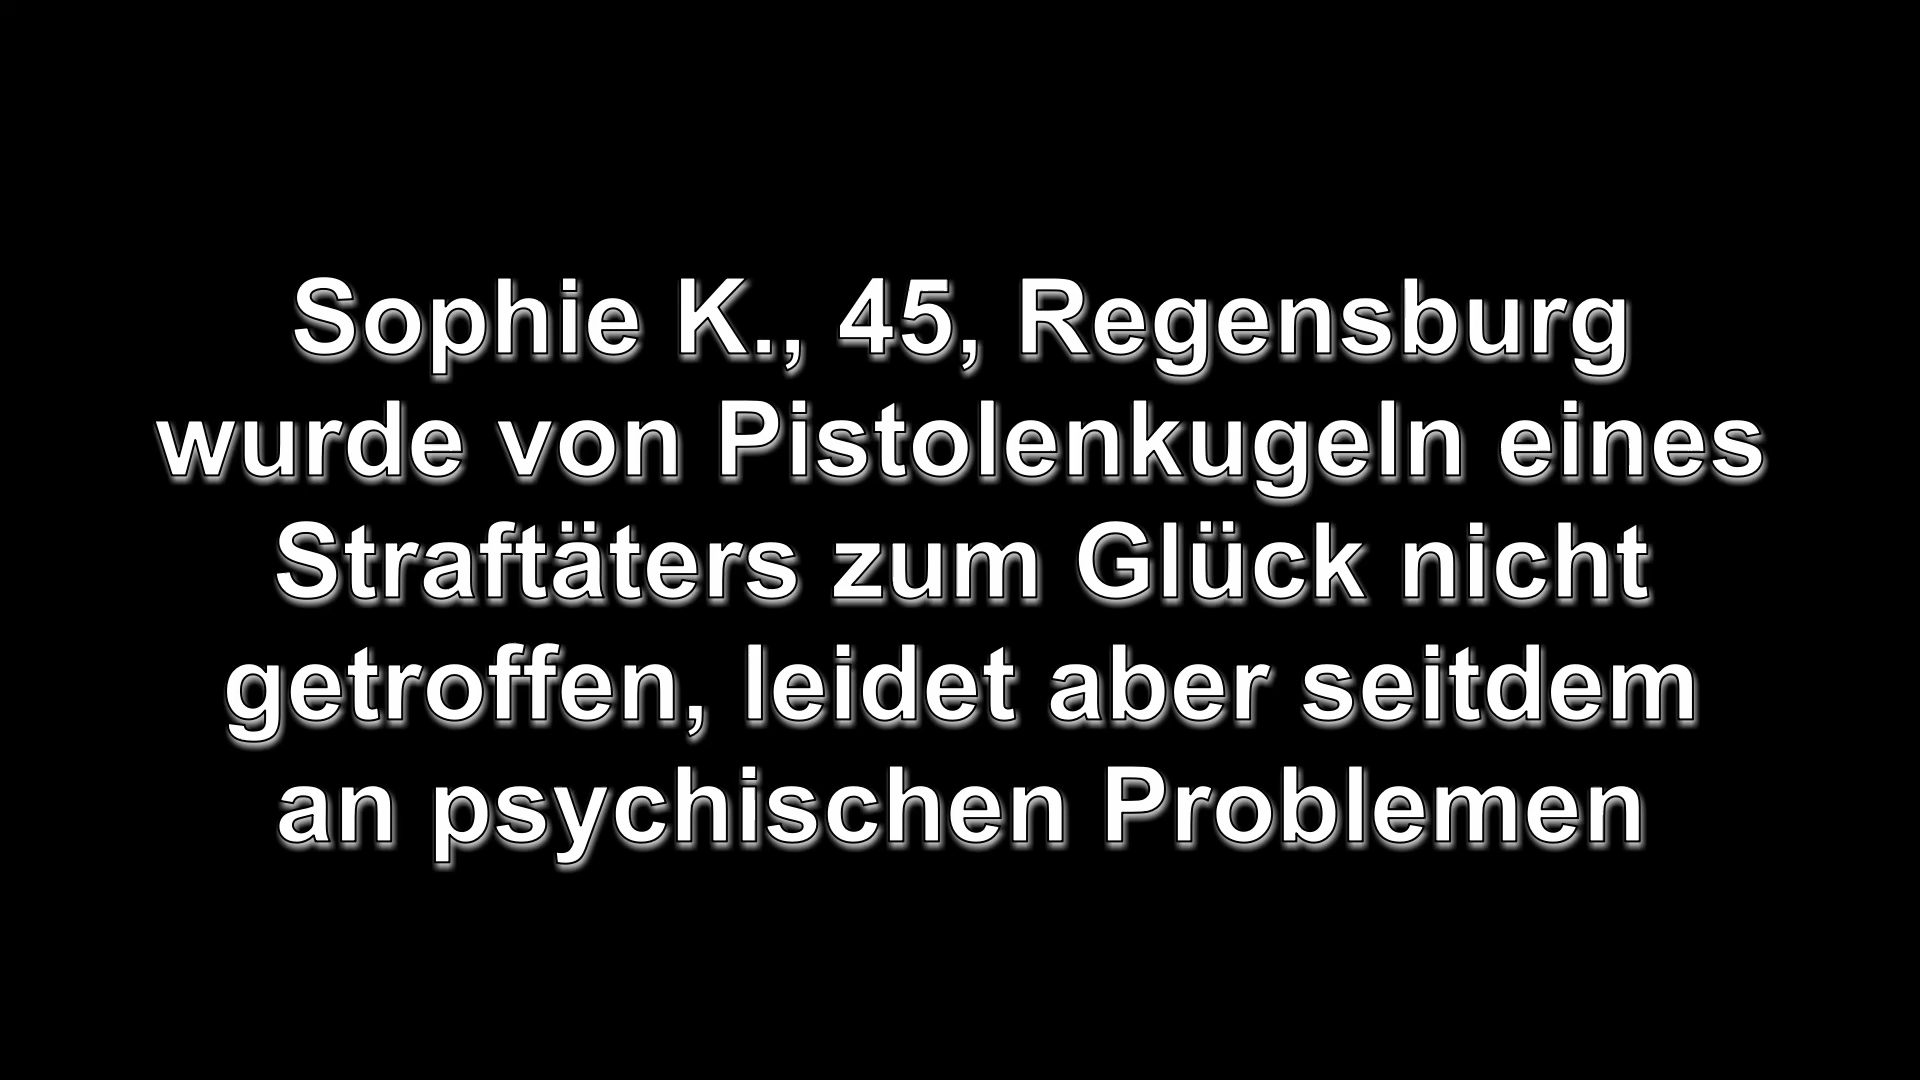 Sophie K., 45, Regensburg
wurde von Pistolenkugeln eines
Straftäters zum Glück nicht
getroffen, leidet aber seitdem
an psychischen Problemen